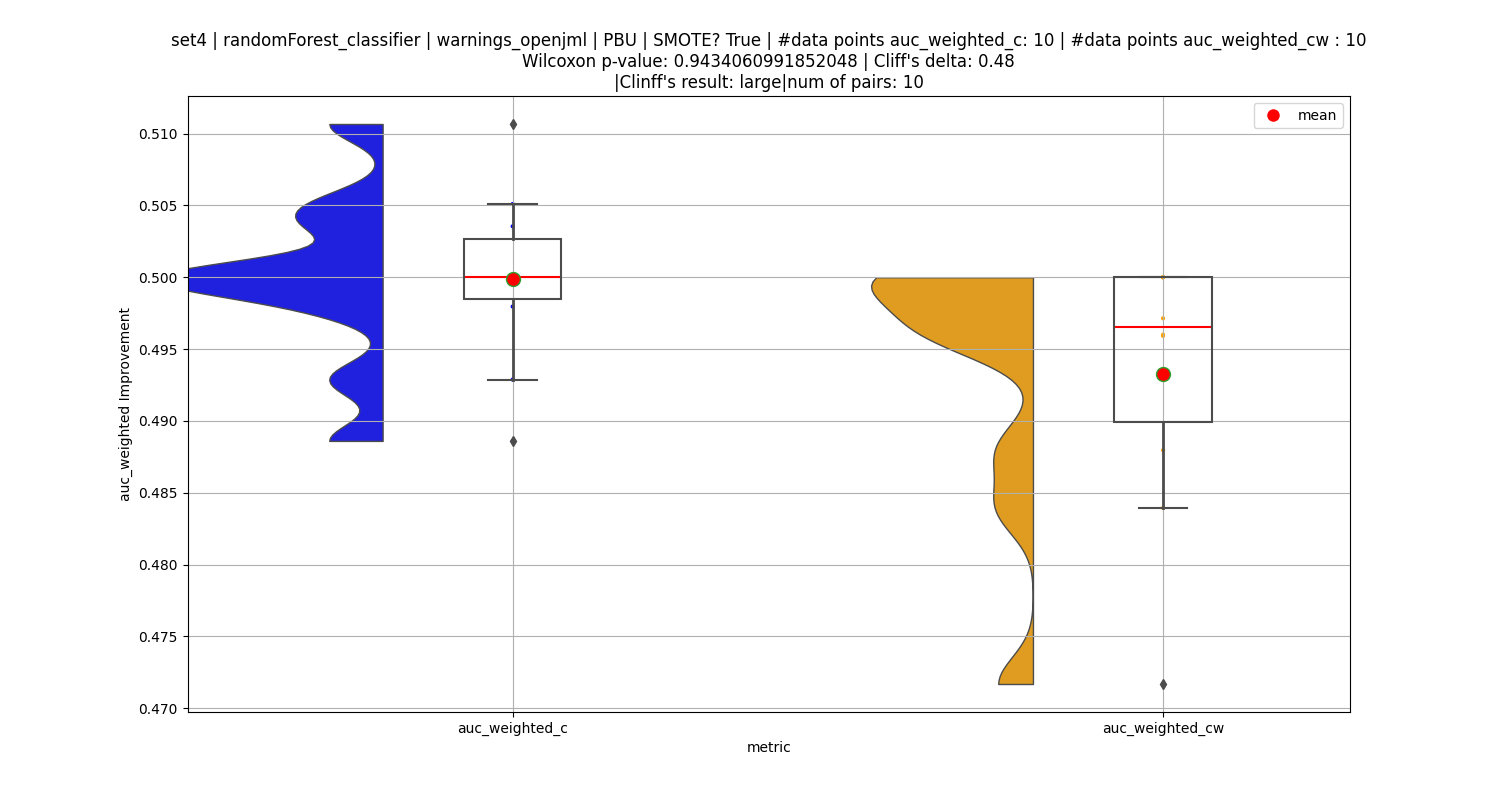 set4 | randomForest_classifier | warnings_openjml | PBU | SMOTE? True | #data points auc_weighted_c: 10 | #data points auc_weighted_cw : 10
Wilcoxon p-value: 0.9434060991852048 | Cliff's delta: 0.48
|Clinff's result: large|num of pairs: 10
mean
0.510
0.505
0.500
0.495
0.490
0.485
0.480
0.475
0.470
auc_weighted Improvement
auc_weighted_c
auc_weighted_cw
metric